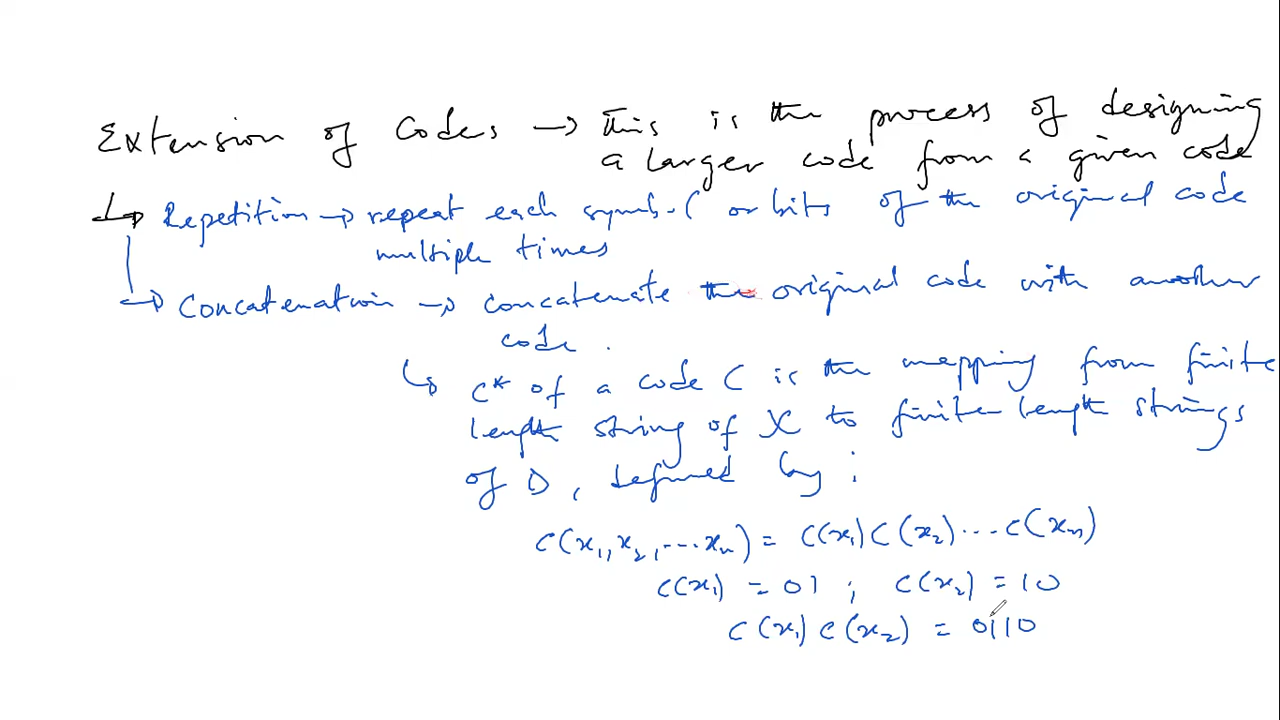 Extension of Codes → This is the process of designing
a larger code from a given code
↳ Repetition → repeat each symbol or bits of the original code
multiple times
↳ Concatenation → concatenate the original code with another
code.
↳ C* of a code C is the mapping from finite
length string of X to finite length strings
of D, defined by:
C(x₁, x₂, ... xₙ) = C(x₁) C(x₂) ... C(xₙ)
C(x₁) = 01 ; C(x₂) = 10
C(x₁) C(x₂) = 0110